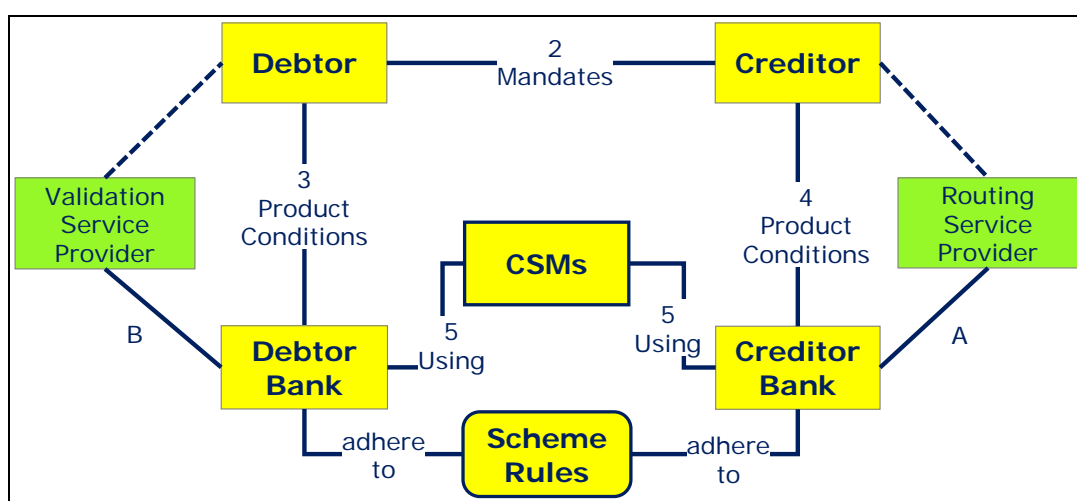 Debtor
2
Mandates
Creditor
Validation
Service
Provider
3
Product
Conditions
CSMs
4
Product
Conditions
Routing
Service
Provider
B
Debtor
Bank
5
Using
5
Using
Creditor
Bank
A
adhere
to
Scheme
Rules
adhere
to